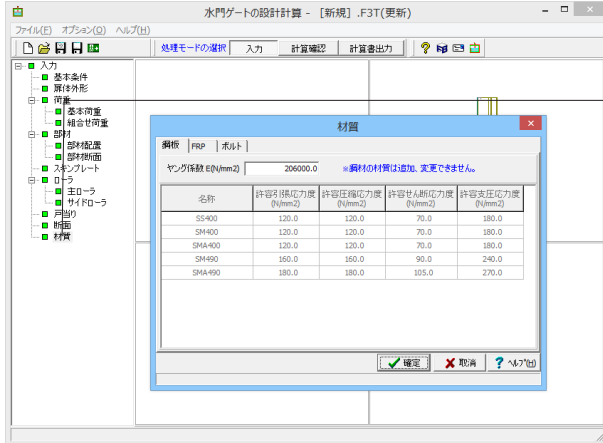 水門ゲートの設計計算 - ［新規］.F3T(更新)
ファイル(F) オプション(O) ヘルプ(H)
処理モードの選択 入力 計算確認 計算書出力
入力
基本条件
扉体外形
荷重
基本荷重
組合せ荷重
部材
部材配置
部材断面
スキンプレート
ローラ
主ローラ
サイドローラ
戸当り
断面
材質
材質
鋼板 FRP ボルト
ヤング係数 E(N/mm2) 206000.0 ※鋼材の材質は追加、変更できません。
名称 許容引張応力度 (N/mm2) 許容圧縮応力度 (N/mm2) 許容せん断応力度 (N/mm2) 許容支圧応力度 (N/mm2)
SS400 120.0 120.0 70.0 180.0
SM400 120.0 120.0 70.0 180.0
SMA400 120.0 120.0 70.0 180.0
SM490 160.0 160.0 90.0 240.0
SMA490 180.0 180.0 105.0 270.0
確定 取消 ? ヘルプ(H)